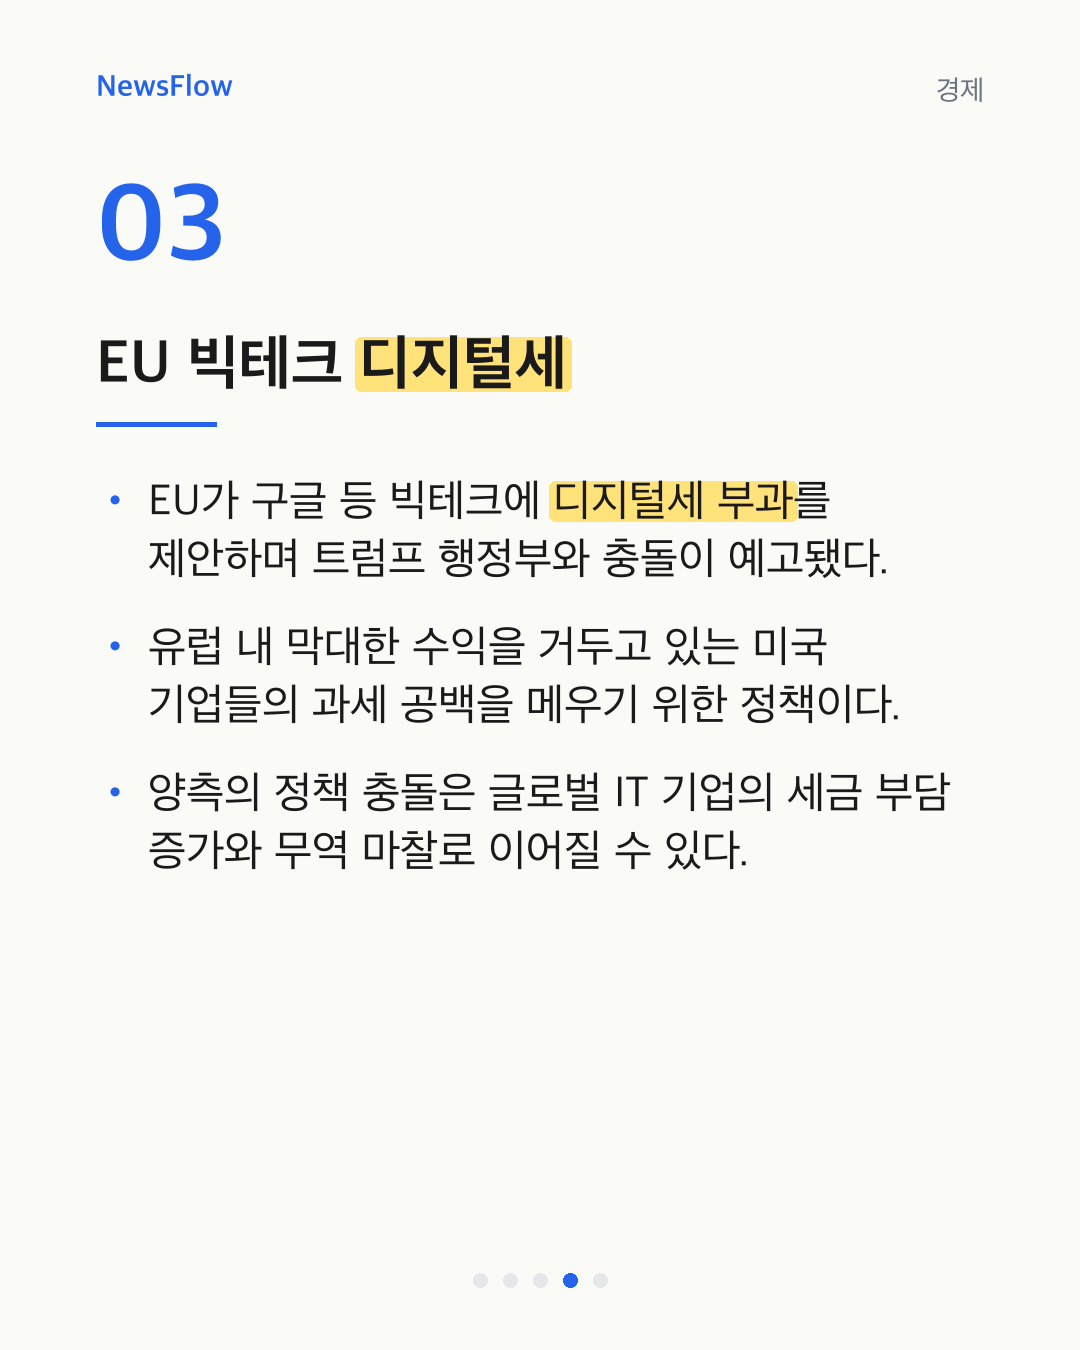 NewsFlow
경제
03
EU 빅테크 디지털세
• EU가 구글 등 빅테크에 디지털세 부과를
제안하며 트럼프 행정부와 충돌이 예고됐다.
• 유럽 내 막대한 수익을 거두고 있는 미국
기업들의 과세 공백을 메우기 위한 정책이다.
• 양측의 정책 충돌은 글로벌 IT 기업의 세금 부담
증가와 무역 마찰로 이어질 수 있다.